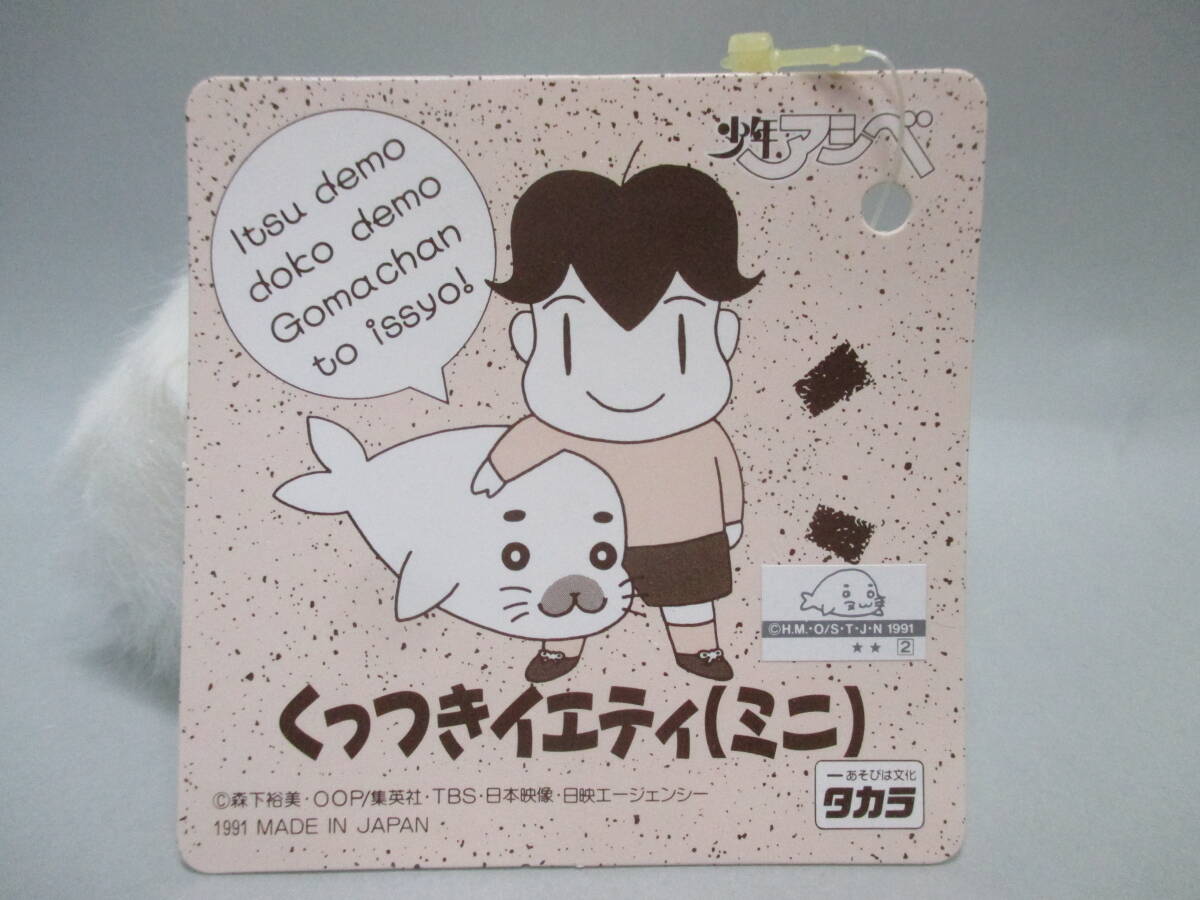 少年アシベ
Itsu demo
doko demo
Gomachan
to issyo!
©H.M.・O/S・T・J・N 1991
★★ 2
くっつきイエティ(ミニ)
ーあそびは文化
タカラ
©森下裕美・OOP/集英社・TBS・日本映像・日映エージェンシー
1991 MADE IN JAPAN